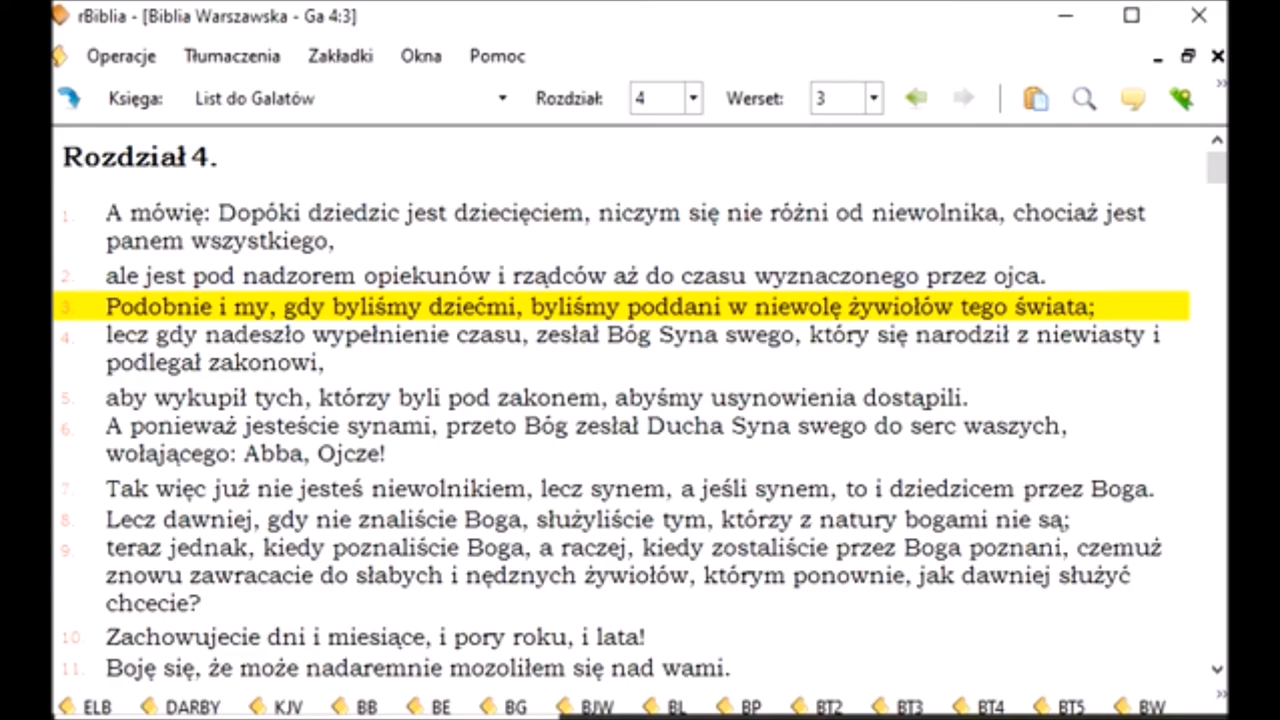 rBiblia - [Biblia Warszawska - Ga 4:3]
Operacje Tłumaczenia Zakładki Okna Pomoc
Księga: List do Galatów Rozdział: 4 Werset: 3
Rozdział 4.
1. A mówię: Dopóki dziedzic jest dziecięciem, niczym się nie różni od niewolnika, chociaż jest
panem wszystkiego,
2. ale jest pod nadzorem opiekunów i rządców aż do czasu wyznaczonego przez ojca.
3. Podobnie i my, gdy byliśmy dziećmi, byliśmy poddani w niewolę żywiołów tego świata;
4. lecz gdy nadeszło wypełnienie czasu, zesłał Bóg Syna swego, który się narodził z niewiasty i
podlegał zakonowi,
5. aby wykupił tych, którzy byli pod zakonem, abyśmy usynowienia dostąpili.
6. A ponieważ jesteście synami, przeto Bóg zesłał Ducha Syna swego do serc waszych,
wołającego: Abba, Ojcze!
7. Tak więc już nie jesteś niewolnikiem, lecz synem, a jeśli synem, to i dziedzicem przez Boga.
8. Lecz dawniej, gdy nie znaliście Boga, służyliście tym, którzy z natury bogami nie są;
9. teraz jednak, kiedy poznaliście Boga, a raczej, kiedy zostaliście przez Boga poznani, czemuż
znowu zawracacie do słabych i nędznych żywiołów, którym ponownie, jak dawniej służyć
chcecie?
10. Zachowujecie dni i miesiące, i pory roku, i lata!
11. Boję się, że może nadaremnie mozoliłem się nad wami.
ELB DARBY KJV BB BE BG BJW BL BP BT2 BT3 BT4 BT5 BW